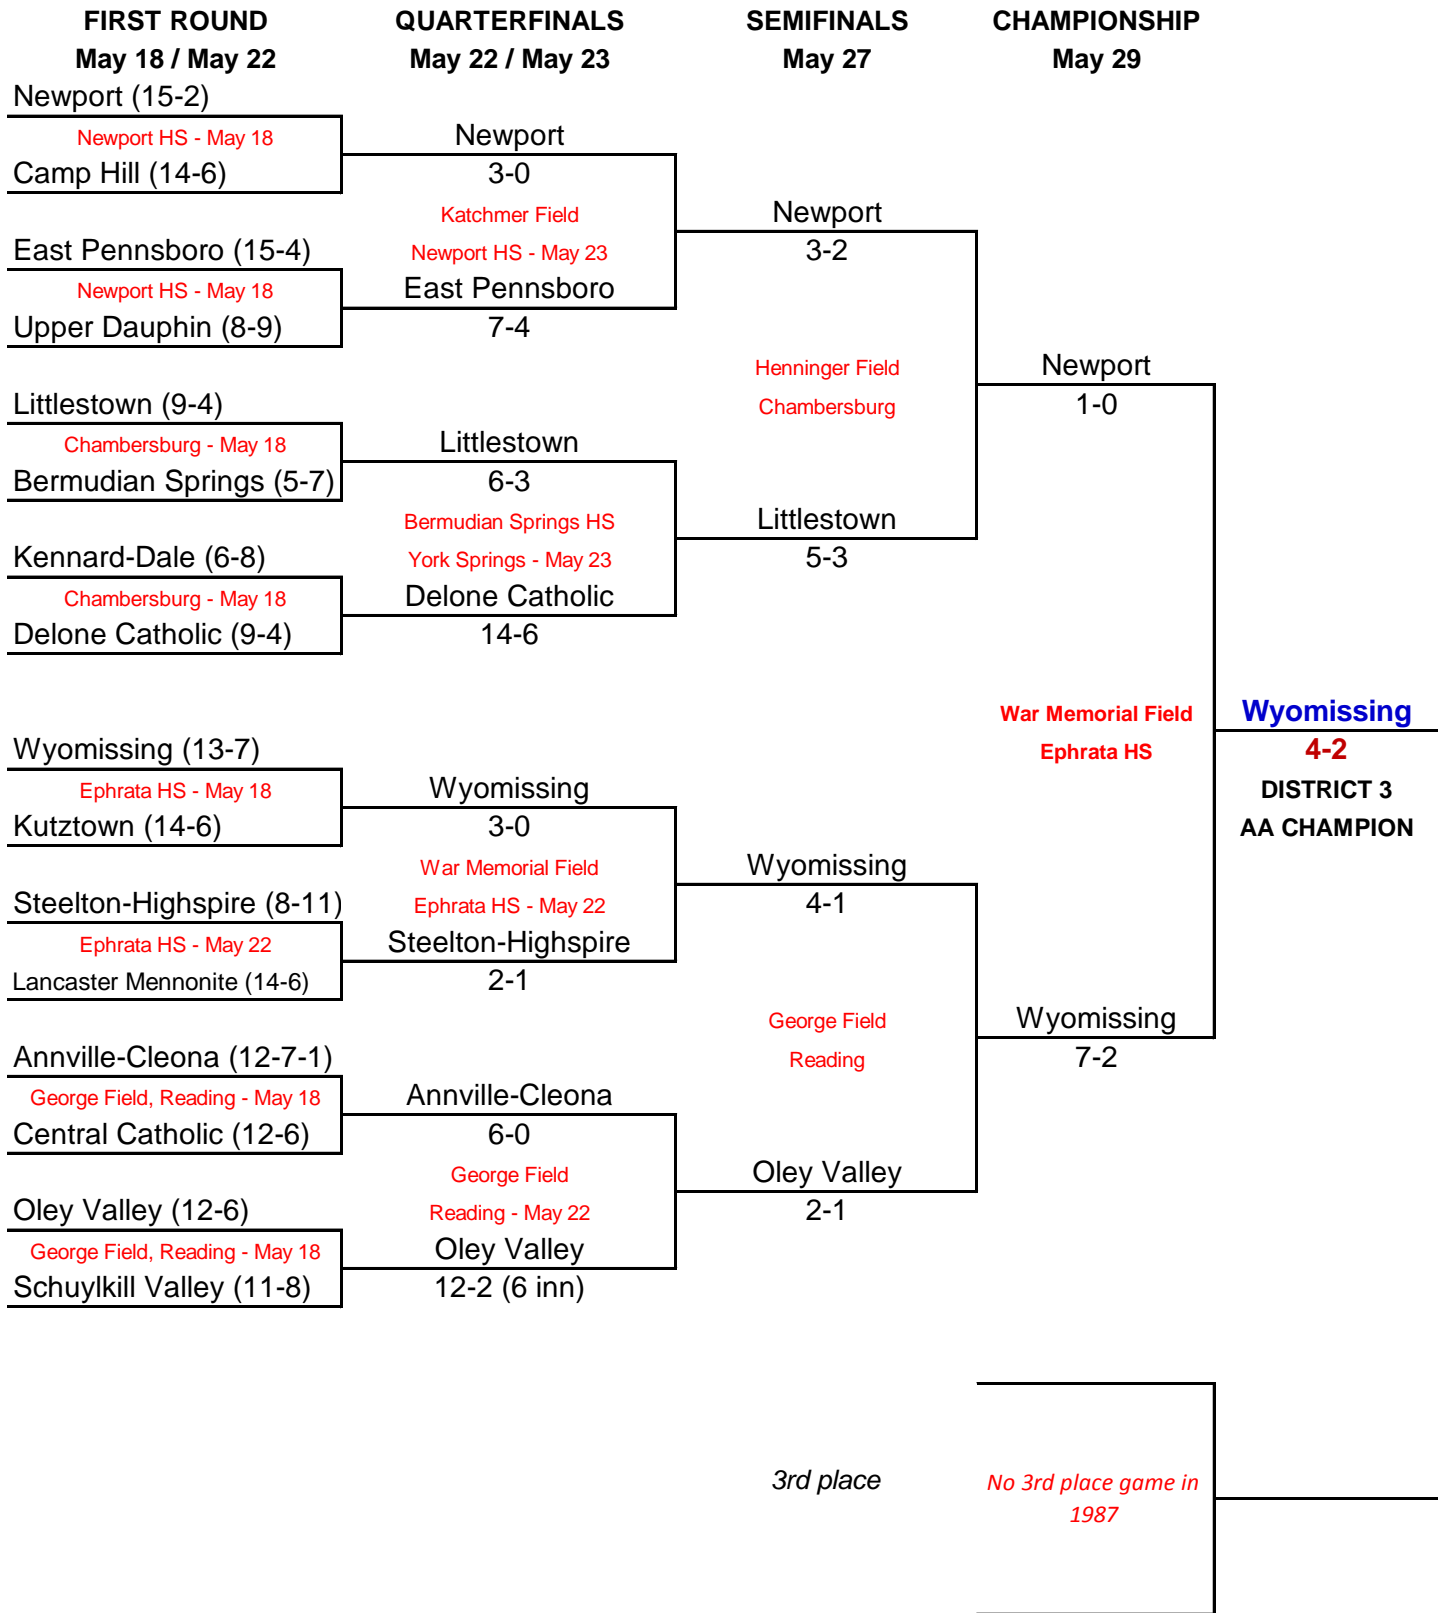 FIRST ROUND
May 18 / May 22
QUARTERFINALS
May 22 / May 23
SEMIFINALS
May 27
CHAMPIONSHIP
May 29
Newport (15-2)
Newport HS - May 18
Camp Hill (14-6)
East Pennsboro (15-4)
Newport HS - May 18
Upper Dauphin (8-9)
Littlestown (9-4)
Chambersburg - May 18
Bermudian Springs (5-7)
Kennard-Dale (6-8)
Chambersburg - May 18
Delone Catholic (9-4)
Wyomissing (13-7)
Ephrata HS - May 18
Kutztown (14-6)
Steelton-Highspire (8-11)
Ephrata HS - May 22
Lancaster Mennonite (14-6)
Annville-Cleona (12-7-1)
George Field, Reading - May 18
Central Catholic (12-6)
Oley Valley (12-6)
George Field, Reading - May 18
Schuylkill Valley (11-8)
Newport
3-0
Katchmer Field
Newport HS - May 23
East Pennsboro
7-4
Littlestown
6-3
Bermudian Springs HS
York Springs - May 23
Delone Catholic
14-6
Wyomissing
3-0
War Memorial Field
Ephrata HS - May 22
Steelton-Highspire
2-1
Annville-Cleona
6-0
George Field
Reading - May 22
Oley Valley
12-2 (6 inn)
Newport
3-2
Henninger Field
Chambersburg
Littlestown
5-3
Wyomissing
4-1
George Field
Reading
Oley Valley
2-1
Newport
1-0
War Memorial Field
Ephrata HS
Wyomissing
7-2
Wyomissing
4-2
DISTRICT 3
AA CHAMPION
3rd place
No 3rd place game in
1987